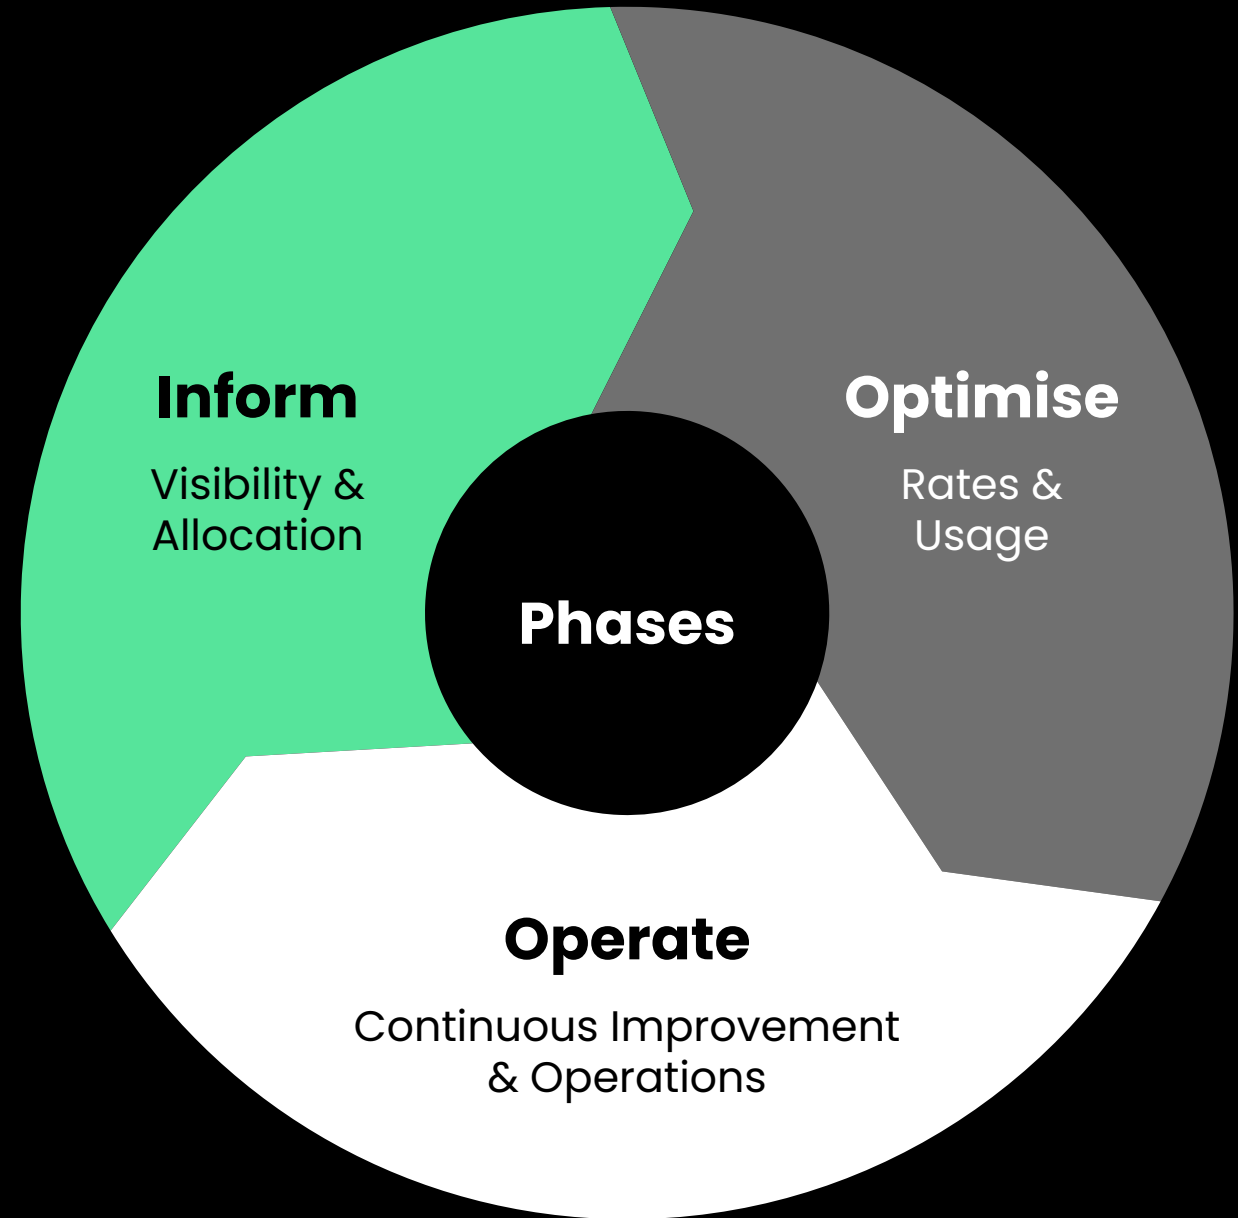 Inform
Visibility &
Allocation
Optimise
Rates &
Usage
Phases
Operate
Continuous Improvement
& Operations